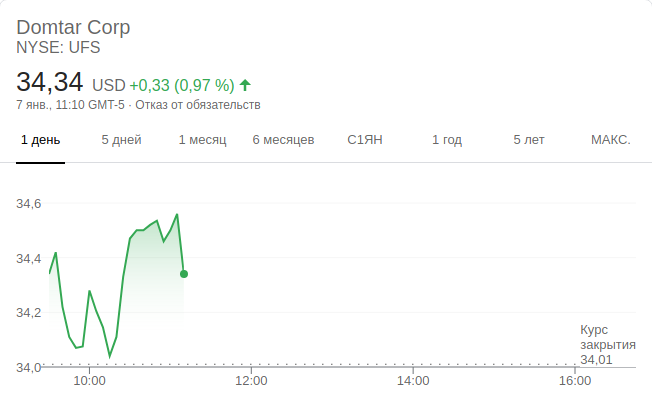 Domtar Corp
NYSE: UFS
34,34 USD +0,33 (0,97 %)
7 янв., 11:10 GMT-5 · Отказ от обязательств
1 день 5 дней 1 месяц 6 месяцев С1ЯН 1 год 5 лет МАКС.
34,6
34,4
34,2
Курс
закрытия
34,01
34,0
10:00 12:00 14:00 16:00